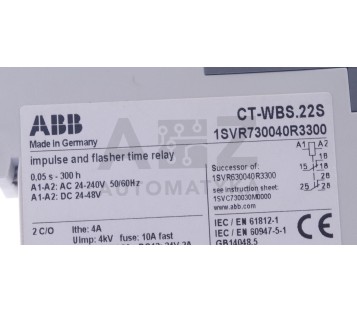 ABB
CT-WBS.22S
Made in Germany
1SVR730040R3300
impulse and flasher time relay
0,05 s - 300 h
A1-A2: AC 24-240V 50/60Hz
A1-A2: DC 24-48V
Successor of:
1SVR630040R3300
see instruction sheet:
1SVC730030M0000
www.abb.com
A1 A2
15 16
18
25 26
28
2 C/O
Ithe: 4A
Uimp: 4kV fuse: 10A fast
IEC / EN 61812-1
IEC / EN 60947-5-1
GB14048.5